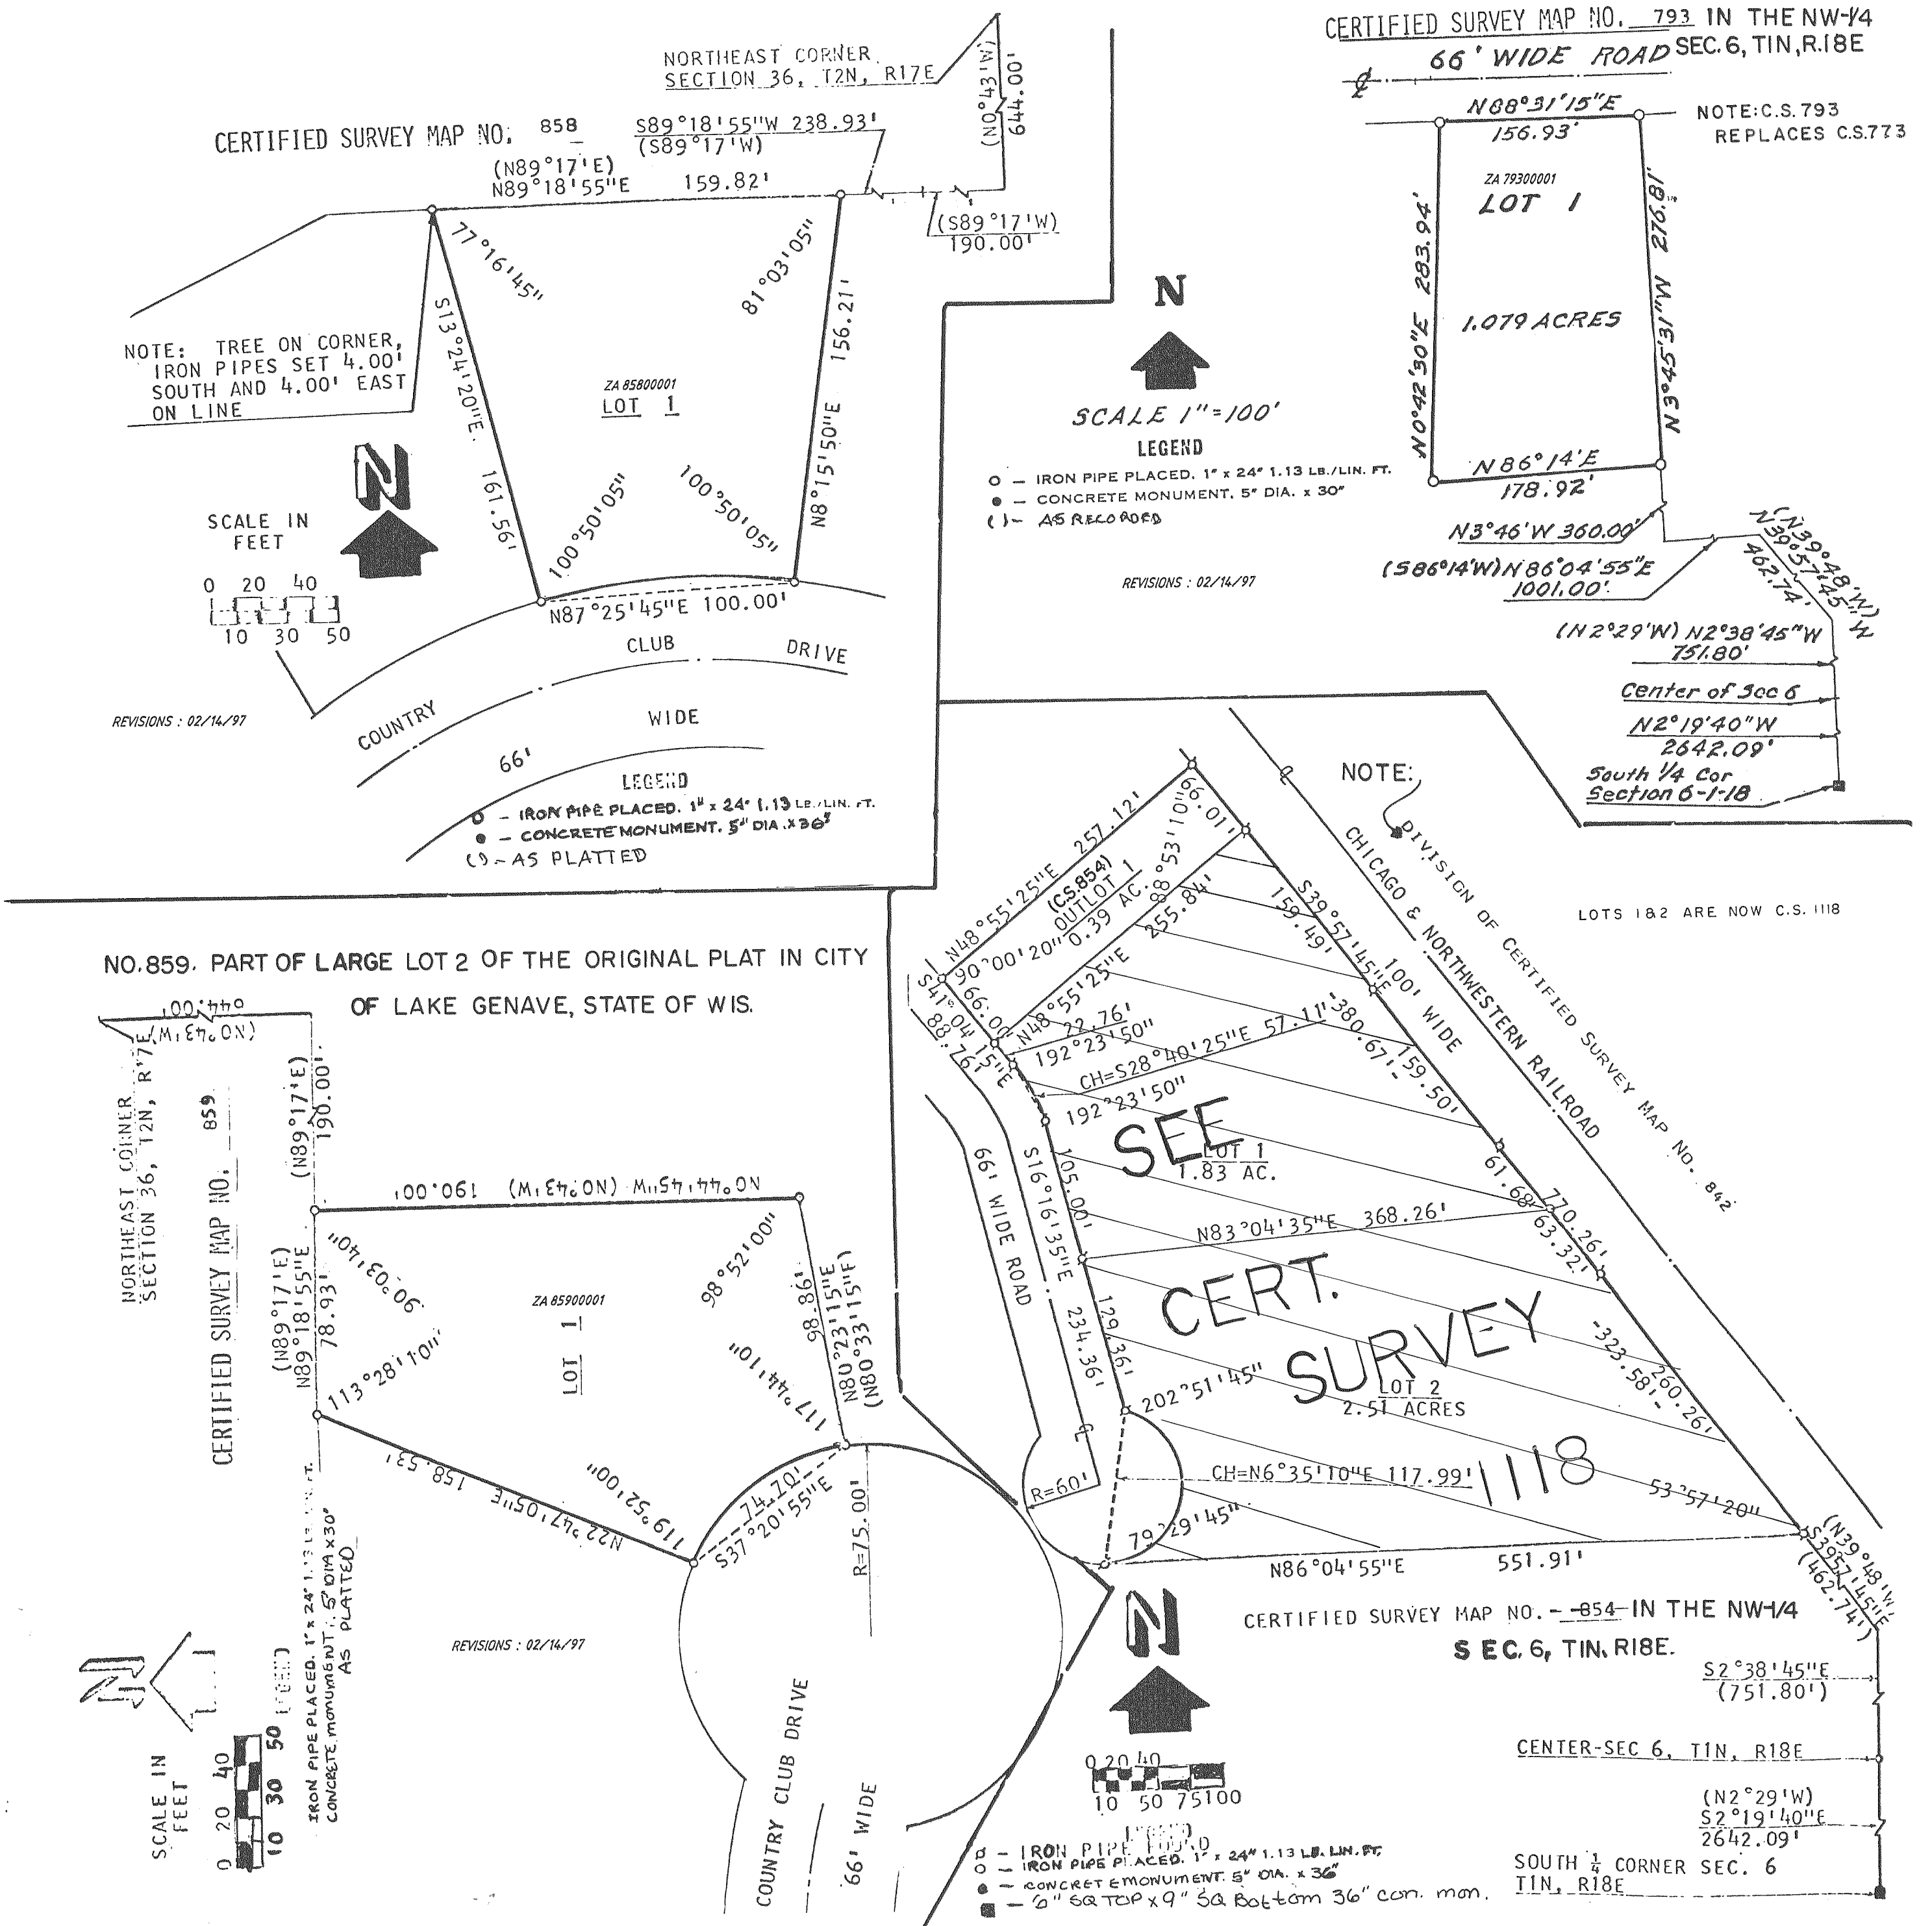 NORTHEAST CORNER
SECTION 36, T2N, R17E
(N0°43'W)
644.00'
CERTIFIED SURVEY MAP NO. 858
S89°18'55"W 238.93'
(S89°17'W)
(N89°17'E)
N89°18'55"E 159.82'
(S89°17'W)
190.00'
77°16'45"
81°03'05"
S13°24'20"E 161.56'
156.21'
N8°15'50"E
NOTE: TREE ON CORNER,
IRON PIPES SET 4.00'
SOUTH AND 4.00' EAST
ON LINE
ZA 85800001
LOT 1
100°50'05"
100°50'05"
N
SCALE IN
FEET
0 20 40
10 30 50
N87°25'45"E 100.00'
COUNTRY CLUB DRIVE
66' WIDE
REVISIONS : 02/14/97
LEGEND
O - IRON PIPE PLACED. 1" x 24" 1.13 LB./LIN. FT.
● - CONCRETE MONUMENT. 5" DIA. x 36"
( ) - AS PLATTED
CERTIFIED SURVEY MAP NO. 793 IN THE NW-1/4
SEC. 6, T1N, R.18E
66' WIDE ROAD
N88°31'15"E
156.93'
NOTE: C.S. 793
REPLACES C.S.773
ZA 79300001
LOT 1
1.079 ACRES
N0°42'30"E 283.94'
N3°45'31"W 276.81'
N86°14'E
178.92'
N3°46'W 360.00'
(S86°14'W) N86°04'55"E
1001.00'
(N39°48'W)
N39°57'45"W
462.74'
(N2°29'W) N2°38'45"W
751.80'
Center of Sec 6
N2°19'40"W
2642.09'
South 1/4 Cor
Section 6-1-18
N
SCALE 1"=100'
LEGEND
O - IRON PIPE PLACED. 1" x 24" 1.13 LB./LIN. FT.
● - CONCRETE MONUMENT. 5" DIA. x 30"
( ) - AS RECORDED
REVISIONS : 02/14/97
NO. 859. PART OF LARGE LOT 2 OF THE ORIGINAL PLAT IN CITY
OF LAKE GENAVE, STATE OF WIS.
644.00'
(N0°43'W)
NORTHEAST CORNER
SECTION 36, T2N, R17E
CERTIFIED SURVEY MAP NO. 859
(N89°17'E)
190.00'
N0°44'45"W (N0°43'W) 190.00'
(N89°17'E)
N89°18'55"E
78.93'
90°03'40"
98°52'00"
98.86'
N80°23'15"E
(N80°33'15"E)
113°28'10"
117°44'10"
ZA 85900001
LOT 1
119°52'00"
N22°47'05"E 158.53'
74.70'
S37°20'55"E
R=75.00'
REVISIONS : 02/14/97
COUNTRY CLUB DRIVE
66' WIDE
N
SCALE IN
FEET
0 20 40
10 30 50
IRON PIPE PLACED. 1" x 24" 1.13
CONCRETE monument. 5" DIA x 30"
AS PLATTED
NOTE:
DIVISION OF CERTIFIED SURVEY MAP NO. 842
CHICAGO & NORTHWESTERN RAILROAD
100' WIDE
LOTS 1&2 ARE NOW C.S. 1118
N48°55'25"E 257.12'
66.01'
88°53'10"
(C.S.854)
OUTLOT 1
0.39 AC.
90°00'20"
N48°55'25"E 255.84'
S41°04'15"E
66.00'
88.76'
22.76'
192°23'50"
CH=S28°40'25"E 57.11'
192°23'50"
S39°57'45"E
159.49'
-380.67'-
159.50'
61.68'
770.26'
63.32'
-323.58'-
260.26'
SEE
CERT.
SURVEY
1118
LOT 1
1.83 AC.
N83°04'35"E 368.26'
S16°16'35"E 234.36'
105.00'
129.36'
66' WIDE ROAD
202°51'45"
LOT 2
2.51 ACRES
R=60'
CH=N6°35'10"E 117.99'
79°29'45"
53°57'20"
N86°04'55"E 551.91'
(N39°48'W)
S39°57'45"E
(462.74')
CERTIFIED SURVEY MAP NO. 854 IN THE NW-1/4
SEC. 6, T1N, R18E.
S2°38'45"E
(751.80')
CENTER-SEC 6, T1N, R18E
(N2°29'W)
S2°19'40"E
2642.09'
SOUTH 1/4 CORNER SEC. 6
T1N, R18E
N
0 20 40
10 50 75 100
- IRON PIPE FOUND
O - IRON PIPE PLACED. 1" x 24" 1.13 LB. LIN. FT.
● - CONCRETE MONUMENT. 5" DIA. x 36"
■ - 6" SQ TOP x 9" SQ Bottom 36" con. mon.